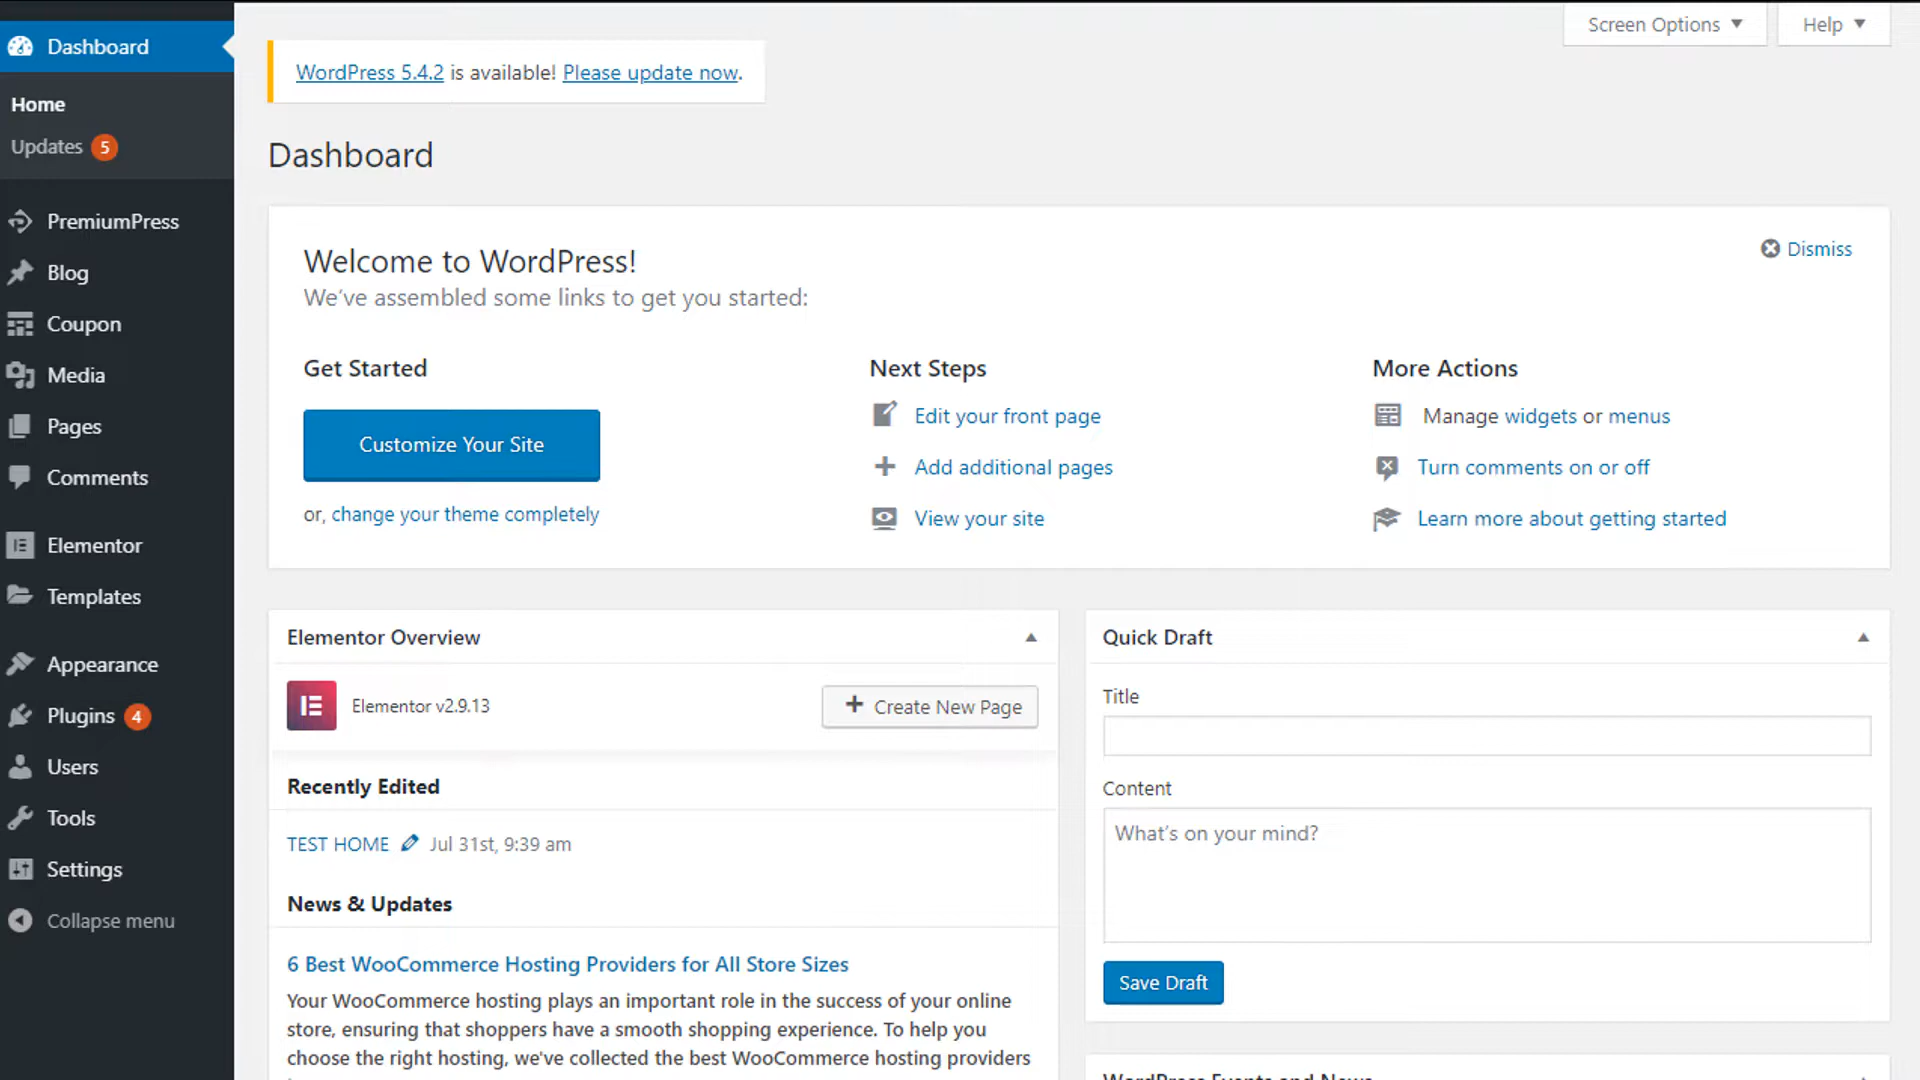 Dashboard
Home
Updates 5
PremiumPress
Blog
Coupon
Media
Pages
Comments
Elementor
Templates
Appearance
Plugins 4
Users
Tools
Settings
Collapse menu
Screen Options
Help
WordPress 5.4.2 is available! Please update now.
Dashboard
Welcome to WordPress!
We've assembled some links to get you started:
Dismiss
Get Started
Customize Your Site
or, change your theme completely
Next Steps
Edit your front page
Add additional pages
View your site
More Actions
Manage widgets or menus
Turn comments on or off
Learn more about getting started
Elementor Overview
Elementor v2.9.13
Create New Page
Recently Edited
TEST HOME Jul 31st, 9:39 am
News & Updates
6 Best WooCommerce Hosting Providers for All Store Sizes
Your WooCommerce hosting plays an important role in the success of your online
store, ensuring that shoppers have a smooth shopping experience. To help you
choose the right hosting, we've collected the best WooCommerce hosting providers
Quick Draft
Title
Content
What's on your mind?
Save Draft
WordPress Events and News